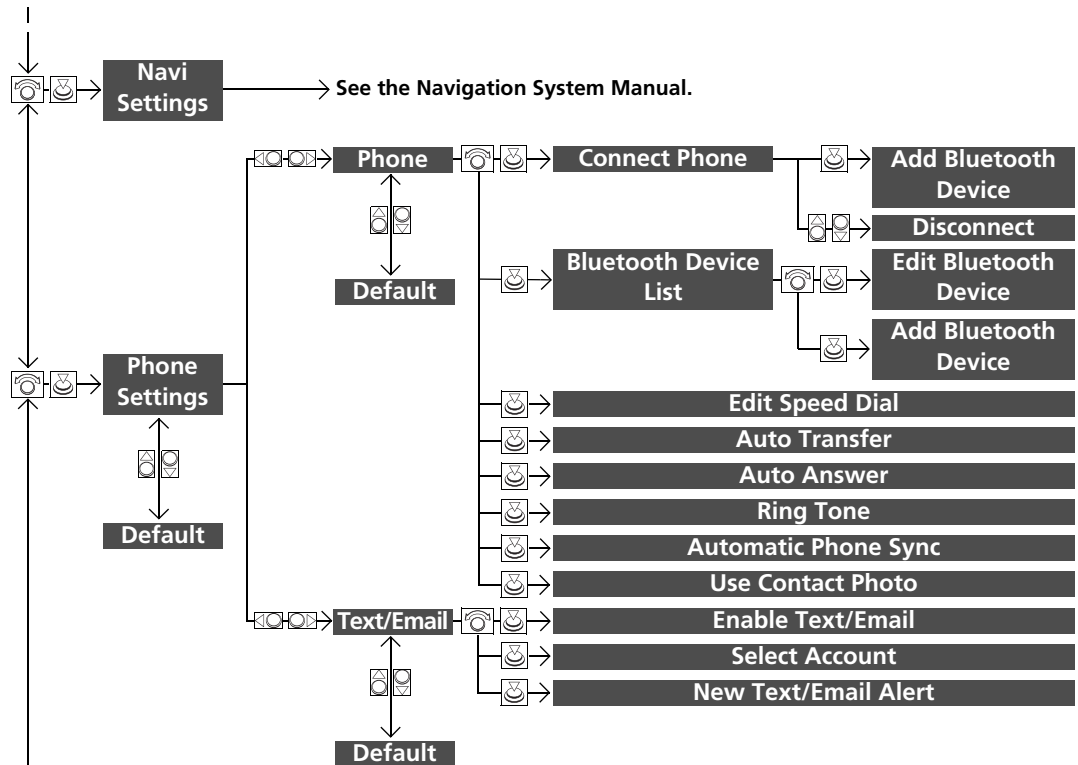 Navi
Settings
See the Navigation System Manual.
Phone
Connect Phone
Add Bluetooth
Device
Disconnect
Default
Bluetooth Device
List
Edit Bluetooth
Device
Add Bluetooth
Device
Phone
Settings
Default
Edit Speed Dial
Auto Transfer
Auto Answer
Ring Tone
Automatic Phone Sync
Use Contact Photo
Text/Email
Enable Text/Email
Select Account
New Text/Email Alert
Default